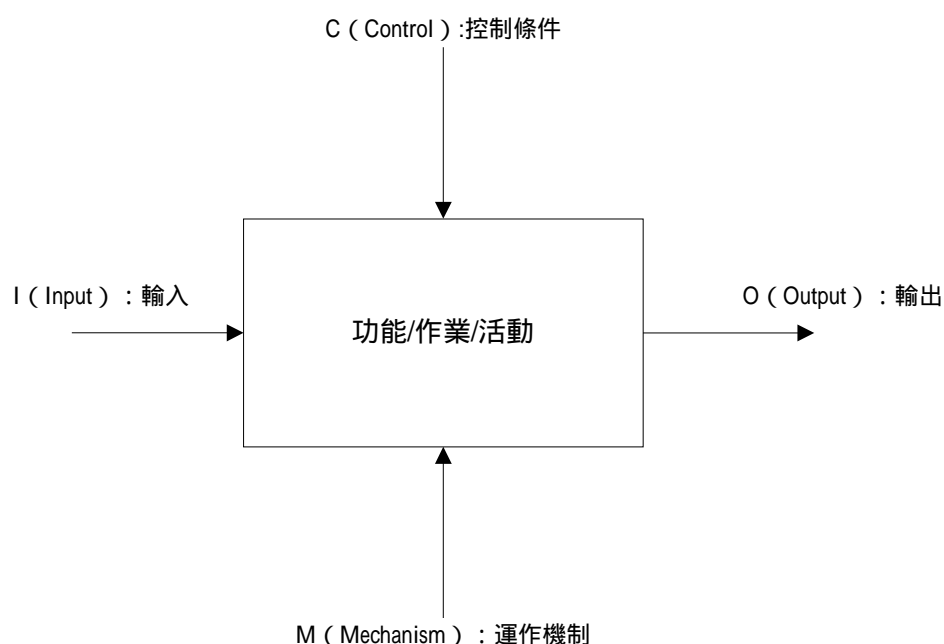 C（Control）:控制條件
I（Input）：輸入
O（Output）：輸出
功能/作業/活動
M（Mechanism）：運作機制